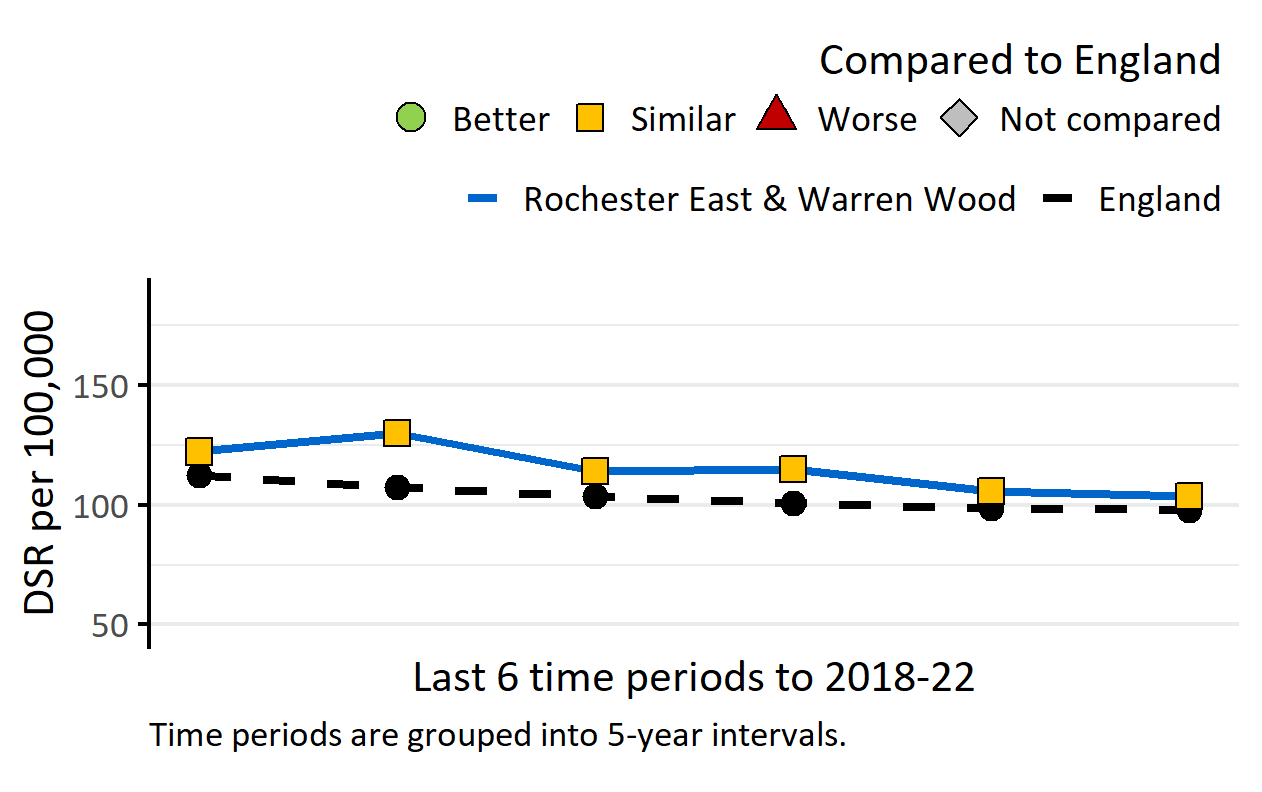 Compared to England
Better Similar Worse Not compared
Rochester East & Warren Wood England
DSR per 100,000
150
100
50
Last 6 time periods to 2018-22
Time periods are grouped into 5-year intervals.